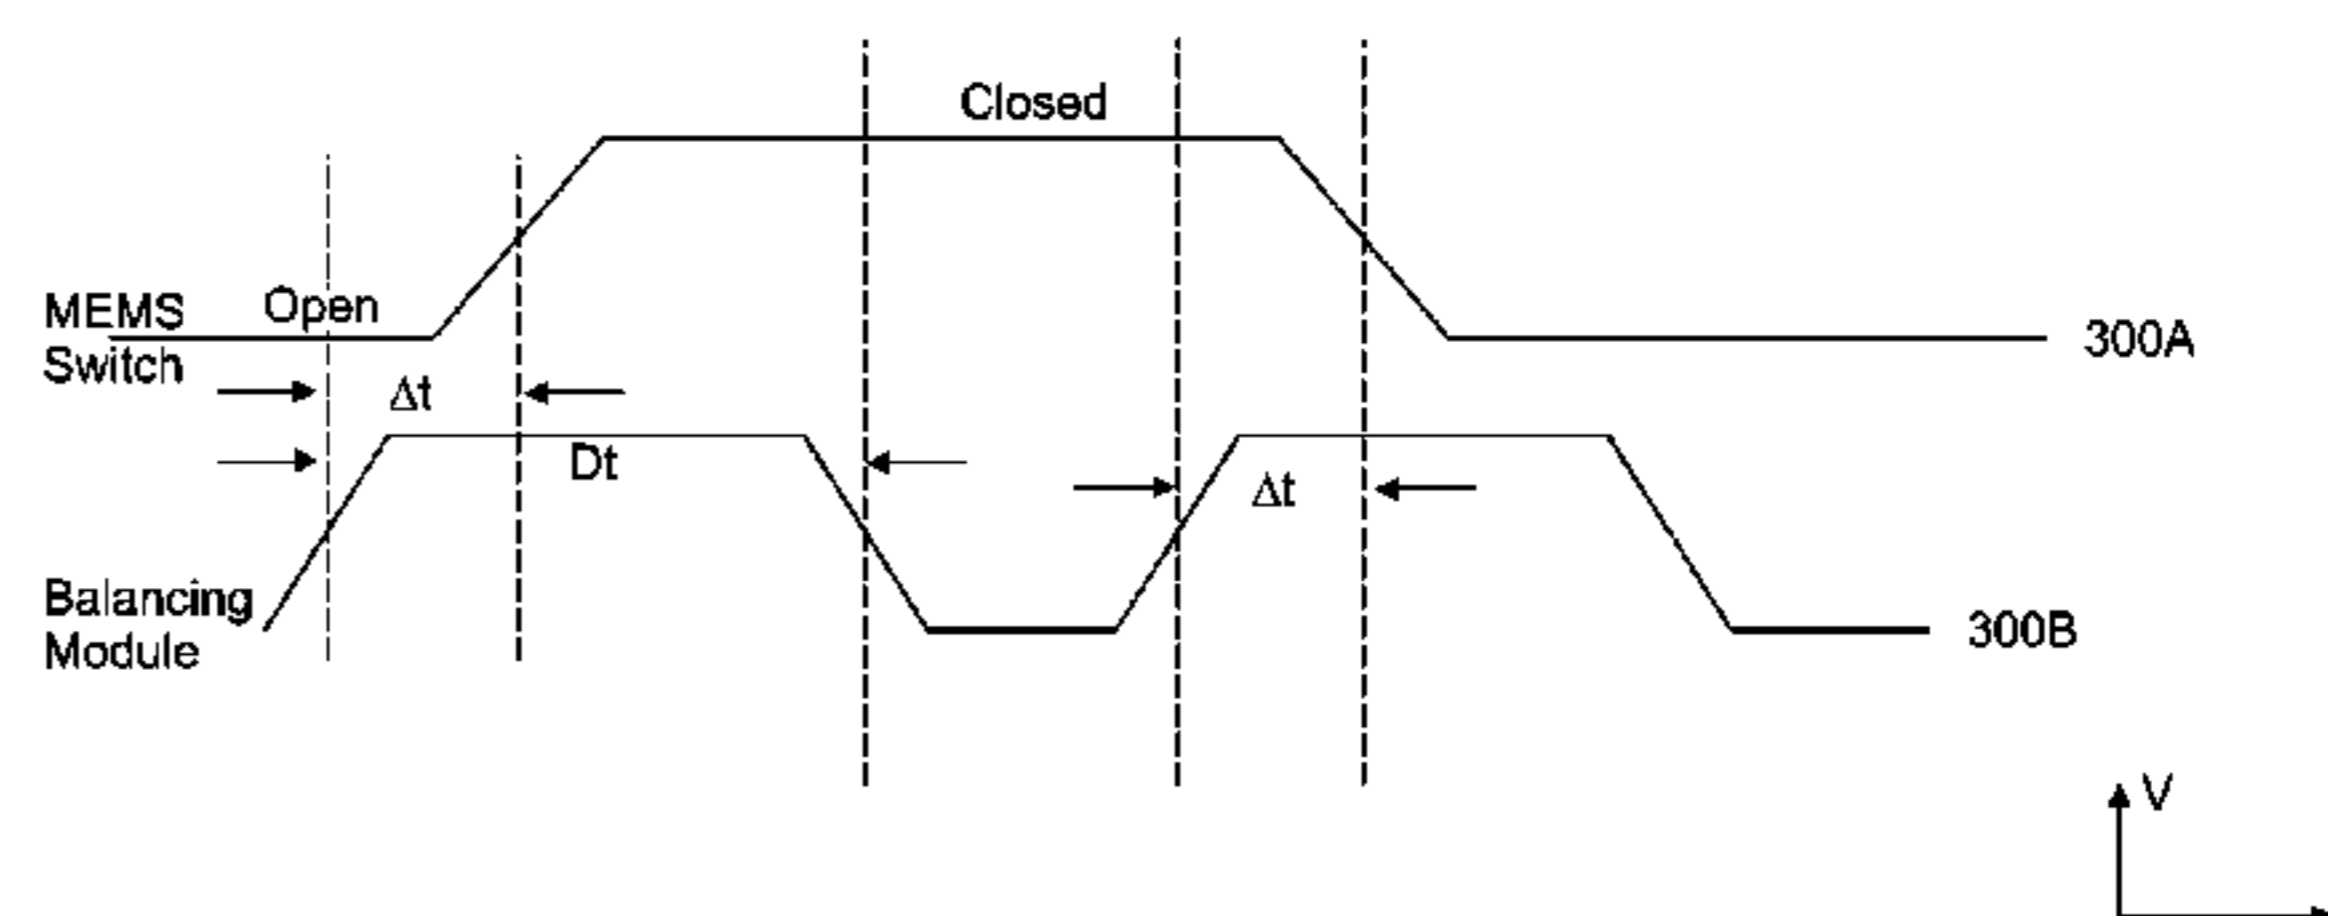 Closed
Open
MEMS
Switch
300A
Δt
Dt
Δt
Balancing
Module
300B
V